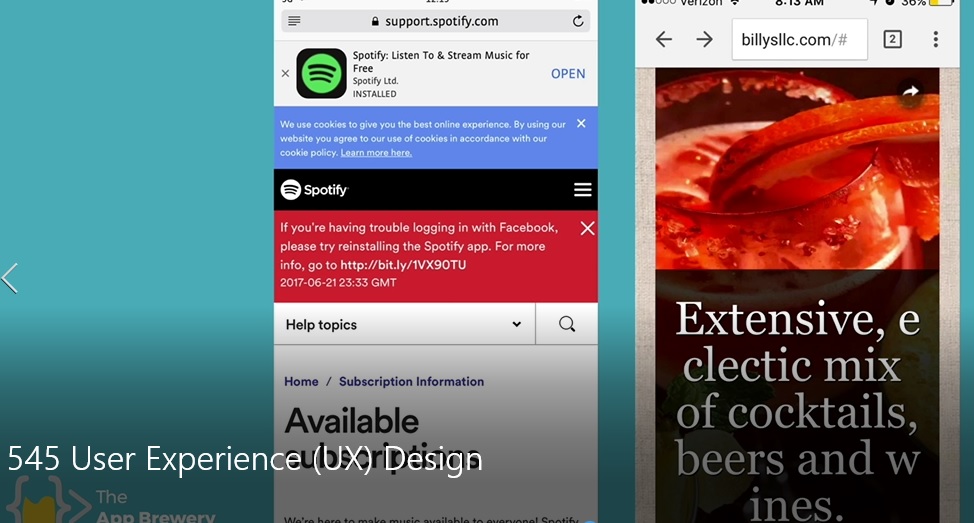 support.spotify.com
Spotify: Listen To & Stream Music for
Free
Spotify Ltd.
INSTALLED
OPEN
We use cookies to give you the best online experience. By using our
website you agree to our use of cookies in accordance with our
cookie policy. Learn more here.
Spotify
If you're having trouble logging in with Facebook,
please try reinstalling the Spotify app. For more
info, go to http://bit.ly/1VX90TU
2017-06-21 23:33 GMT
Help topics
Home / Subscription Information
Available
subscriptions
We're here to make music available to everyone! Spotify
verizon
8:13 AM
36%
billysllc.com/#
2
Extensive, e
clectic mix
of cocktails,
beers and w
ines.
545 User Experience (UX) Design
The
App Brewery